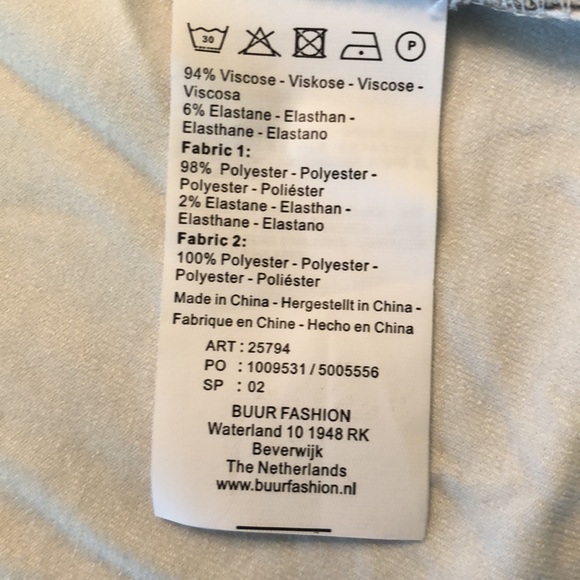 30
P
94% Viscose - Viskose - Viscose -
Viscosa
6% Elastane - Elasthan -
Elasthane - Elastano
Fabric 1:
98% Polyester - Polyester -
Polyester - Poliéster
2% Elastane - Elasthan -
Elasthane - Elastano
Fabric 2:
100% Polyester - Polyester -
Polyester - Poliéster
Made in China - Hergestellt in China -
Fabrique en Chine - Hecho en China
ART : 25794
PO : 1009531 / 5005556
SP : 02
BUUR FASHION
Waterland 10 1948 RK
Beverwijk
The Netherlands
www.buurfashion.nl